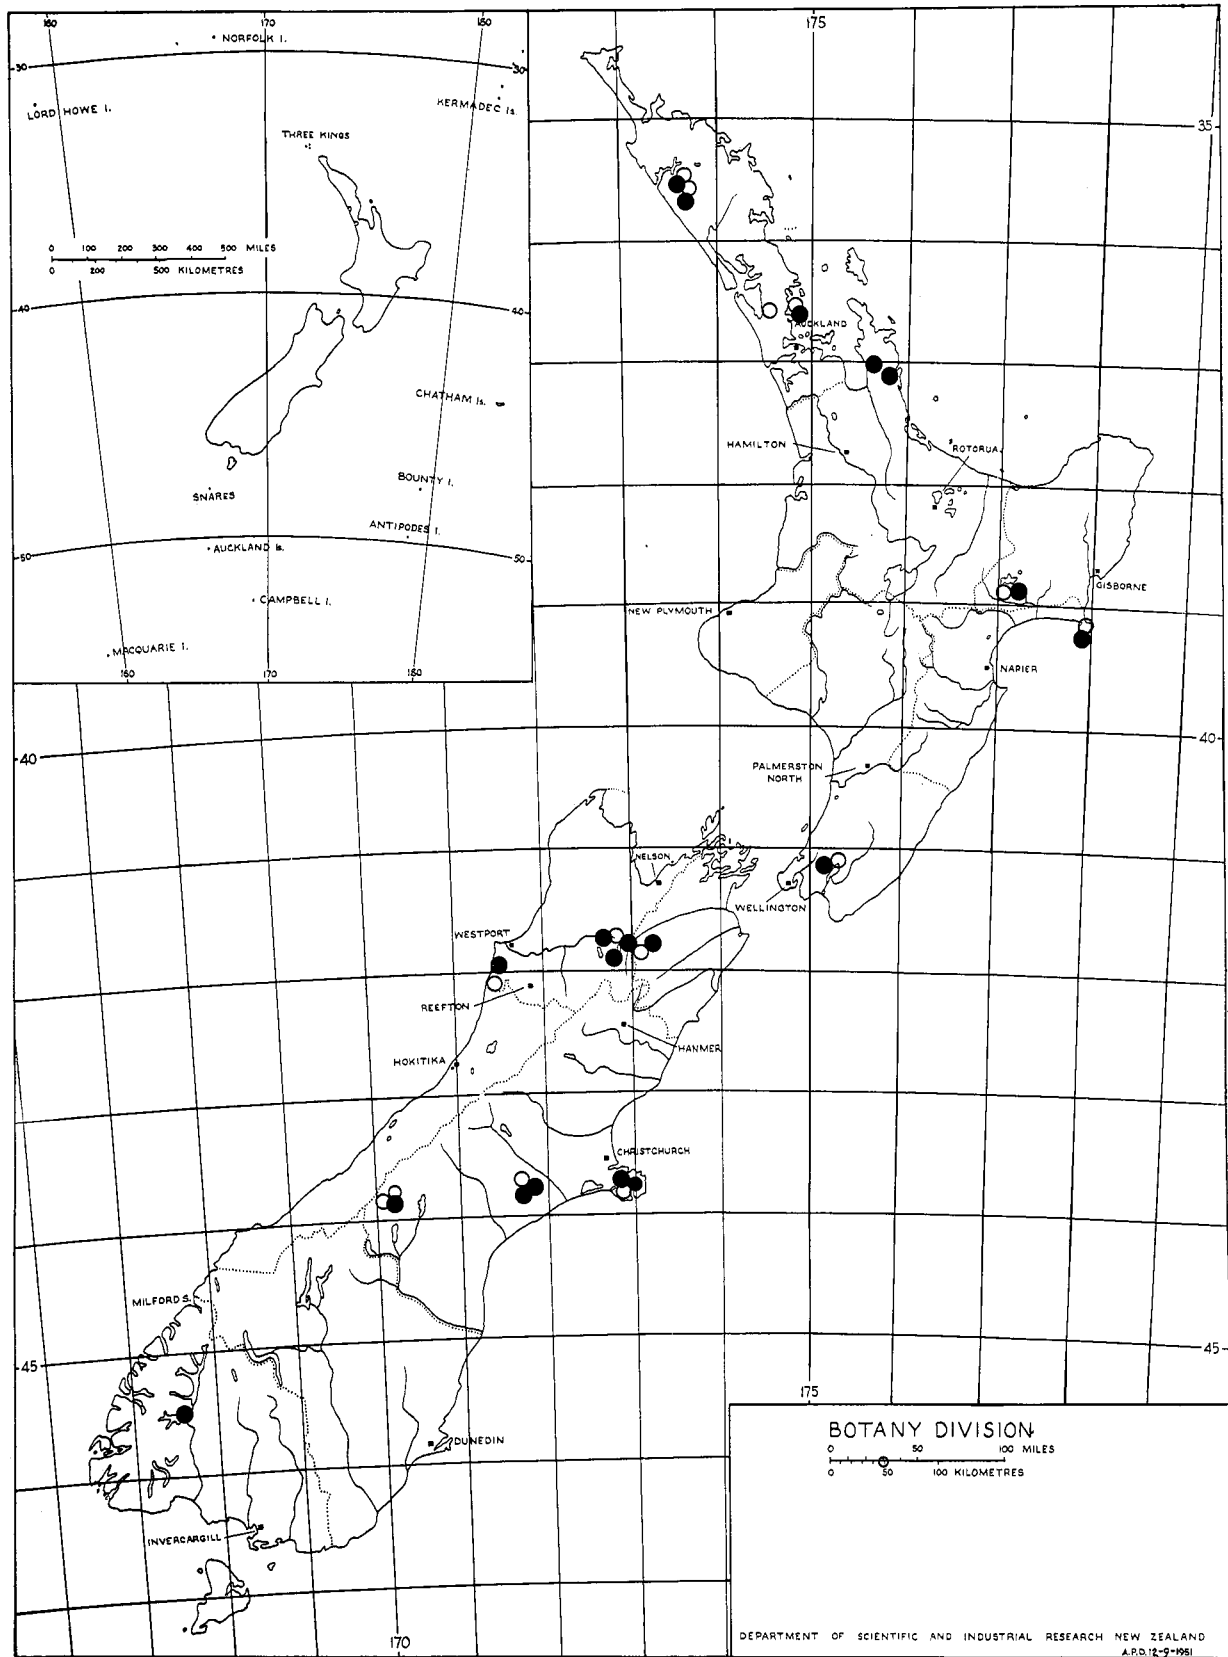 160
170
180
175
NORFOLK I.
30
30
LORD HOWE I.
KERMADEC Is.
THREE KINGS
35
0 100 200 300 400 500 MILES
0 200 500 KILOMETRES
40
40
CHATHAM Is.
BOUNTY I.
SNARES
ANTIPODES I.
AUCKLAND Is.
50
50
CAMPBELL I.
MACQUARIE I.
160
170
180
AUCKLAND
HAMILTON
ROTORUA
GISBORNE
NEW PLYMOUTH
NAPIER
40
40
PALMERSTON
NORTH
NELSON
WELLINGTON
WESTPORT
REEFTON
HANMER
HOKITIKA
CHRISTCHURCH
MILFORD S.
45
45
175
DUNEDIN
INVERCARGILL
170
BOTANY DIVISION
0 50 100 MILES
0 50 100 KILOMETRES
DEPARTMENT OF SCIENTIFIC AND INDUSTRIAL RESEARCH NEW ZEALAND
A.P.D. 12-9-1951